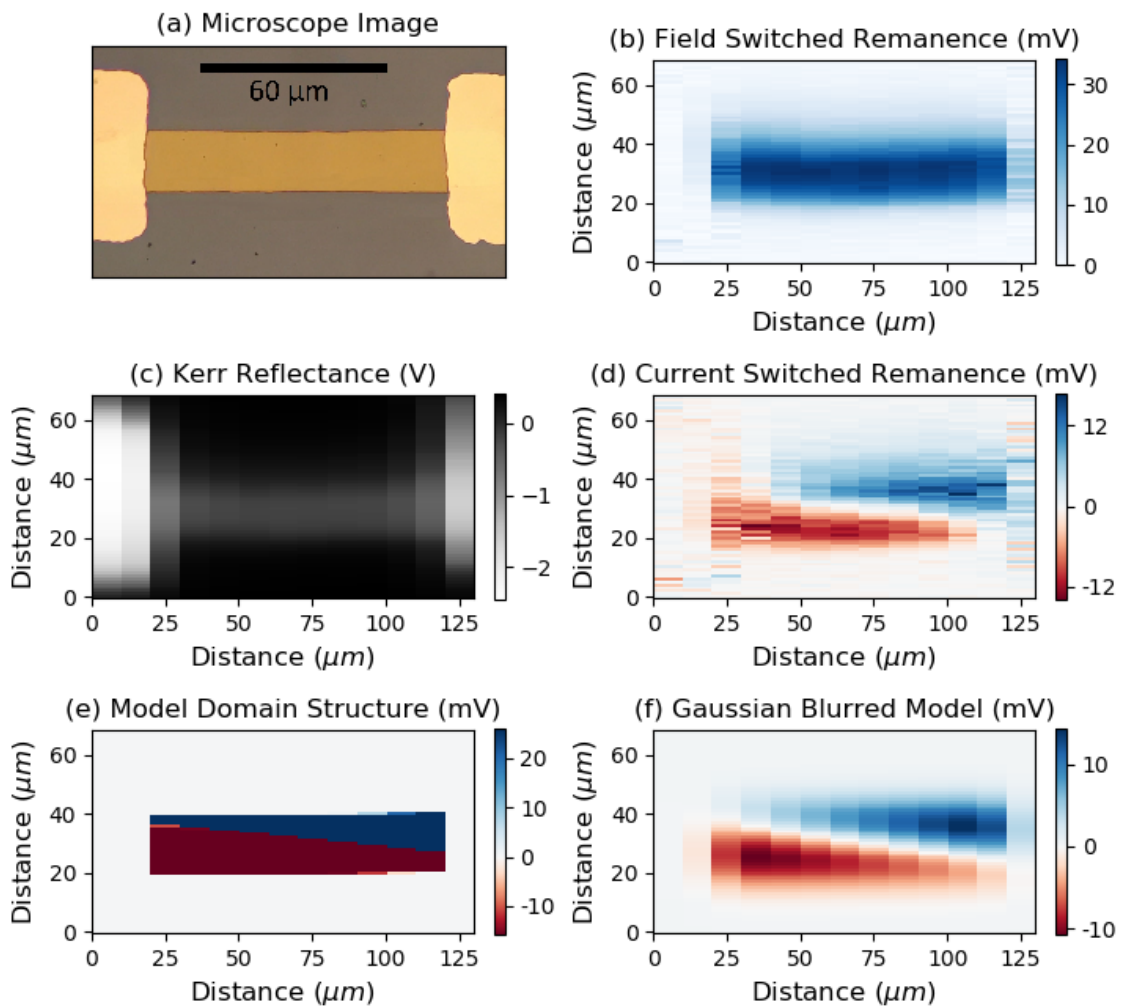 (a) Microscope Image
60 μm
(b) Field Switched Remanence (mV)
Distance (μm)
60
40
20
0
0 25 50 75 100 125
Distance (μm)
30
20
10
0
(c) Kerr Reflectance (V)
Distance (μm)
60
40
20
0
0 25 50 75 100 125
Distance (μm)
0
−1
−2
(d) Current Switched Remanence (mV)
Distance (μm)
60
40
20
0
0 25 50 75 100 125
Distance (μm)
12
0
-12
(e) Model Domain Structure (mV)
Distance (μm)
60
40
20
0
0 25 50 75 100 125
Distance (μm)
20
10
0
-10
(f) Gaussian Blurred Model (mV)
Distance (μm)
60
40
20
0
0 25 50 75 100 125
Distance (μm)
10
0
-10